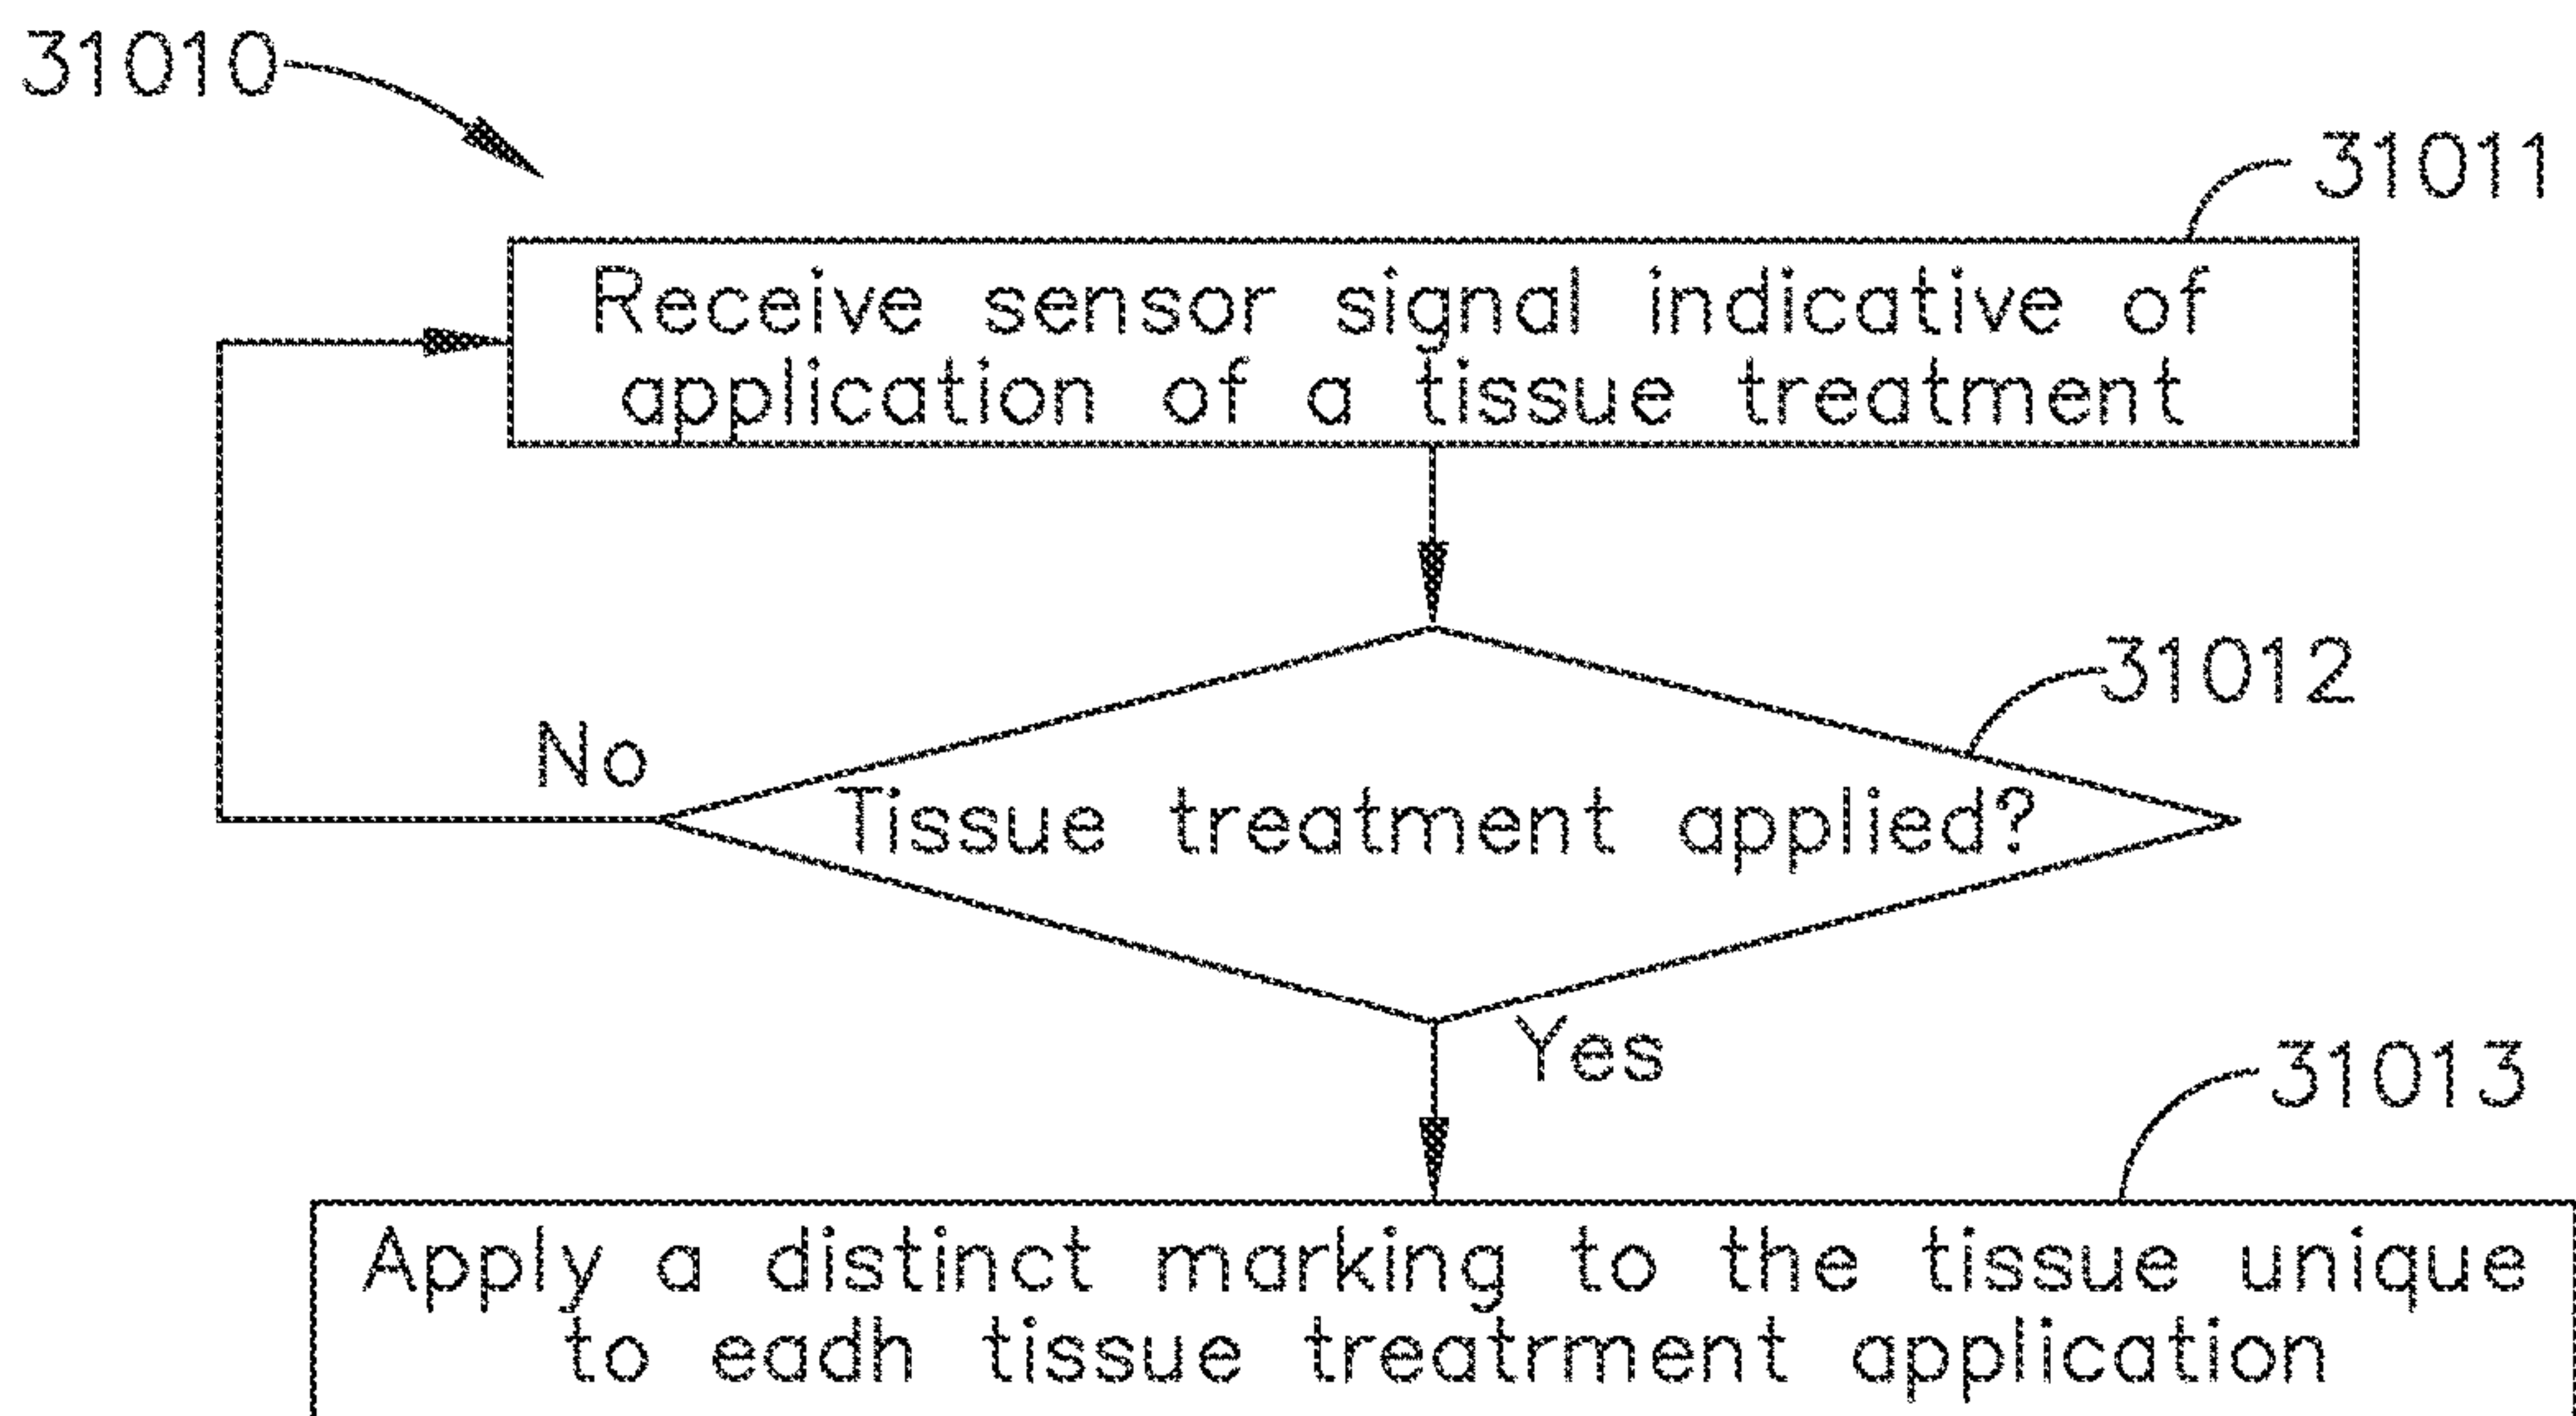 31010
31011
Receive sensor signal indicative of
application of a tissue treatment
31012
No
Tissue treatment applied?
Yes
31013
Apply a distinct marking to the tissue unique
to eadh tissue treatrment application